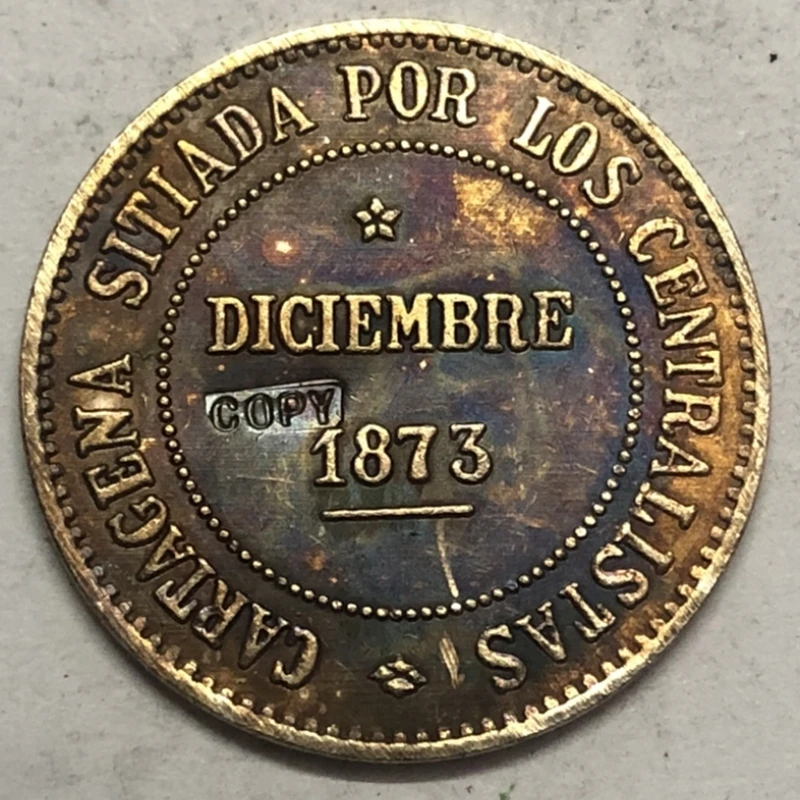 CARTAGENA SITIADA POR LOS CENTRALISTAS
DICIEMBRE
COPY
1873